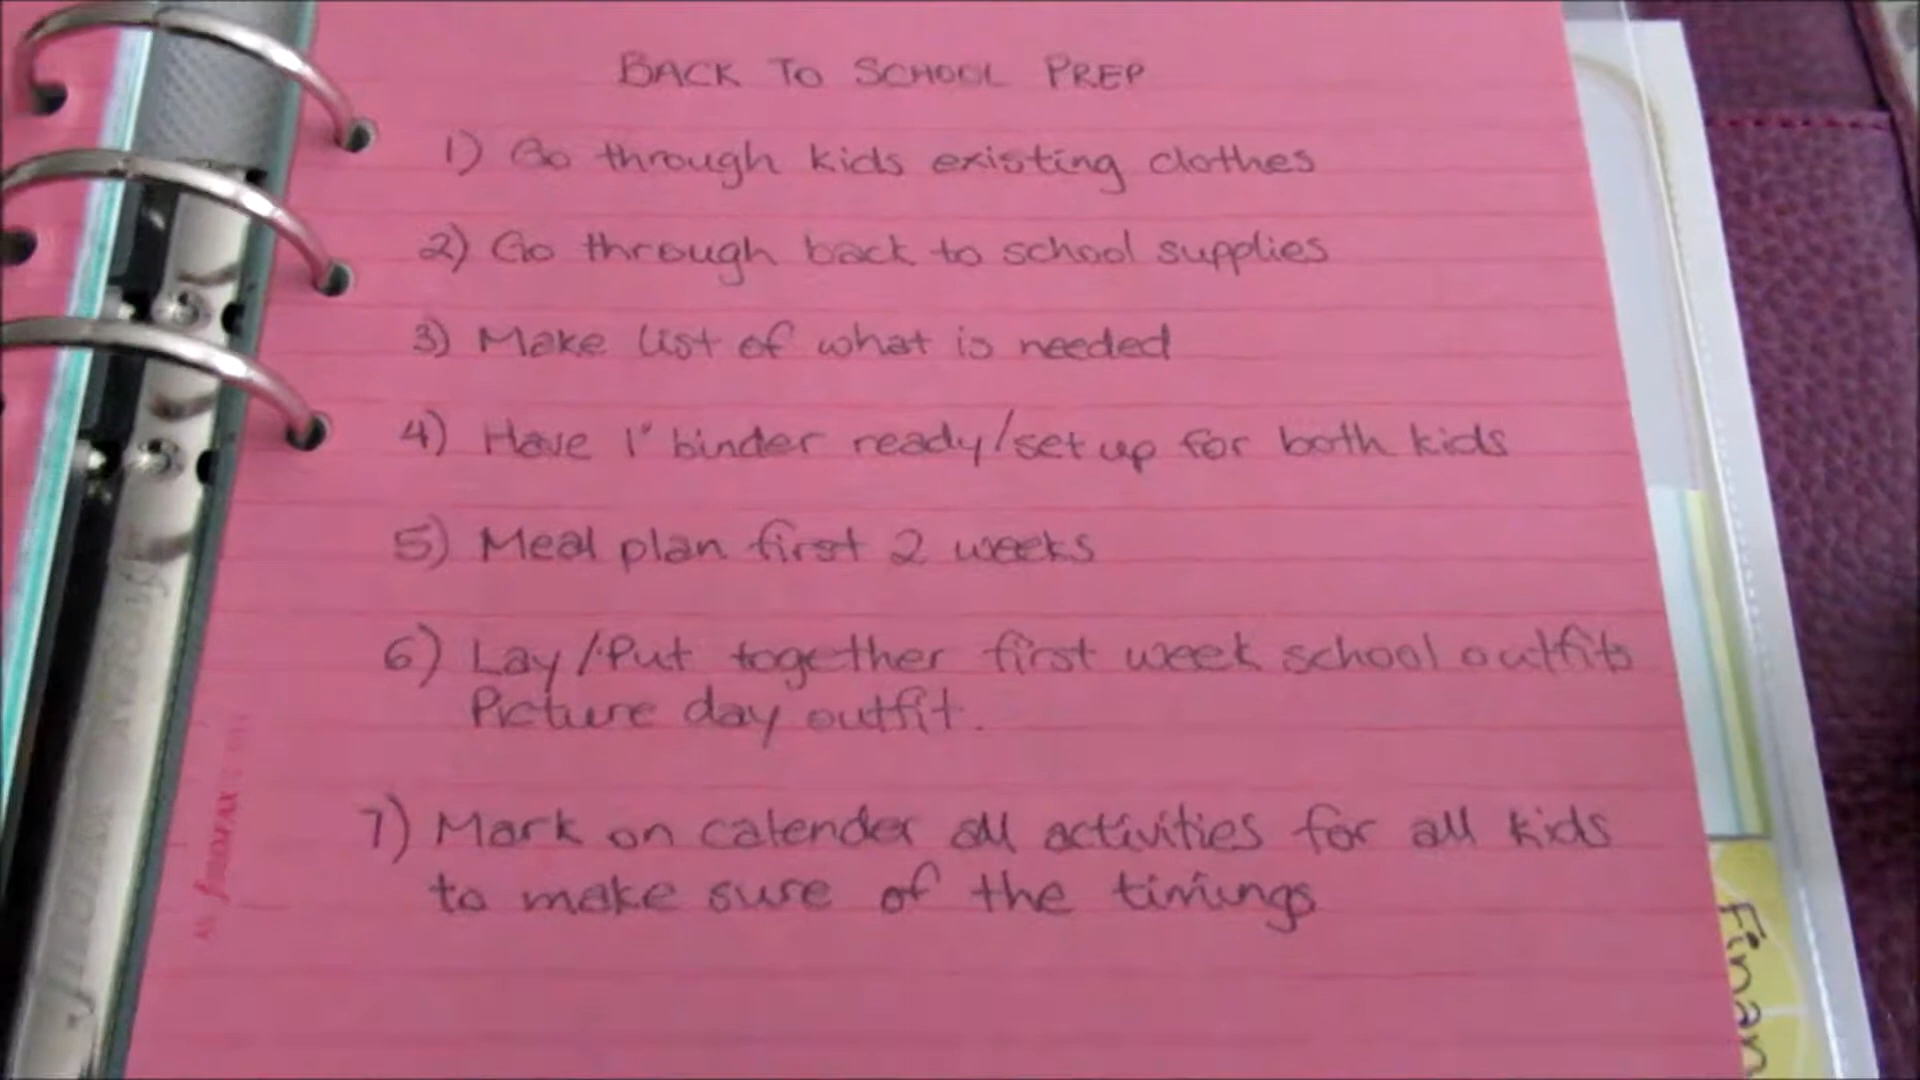 BACK TO SCHOOL PREP
1) Go through kids existing clothes
2) Go through back to school supplies
3) Make list of what is needed
4) Have 1" binder ready/set up for both kids
5) Meal plan first 2 weeks
6) Lay/Put together first week school outfits
Picture day outfit.
7) Mark on calender all activities for all kids
to make sure of the timings
Finan